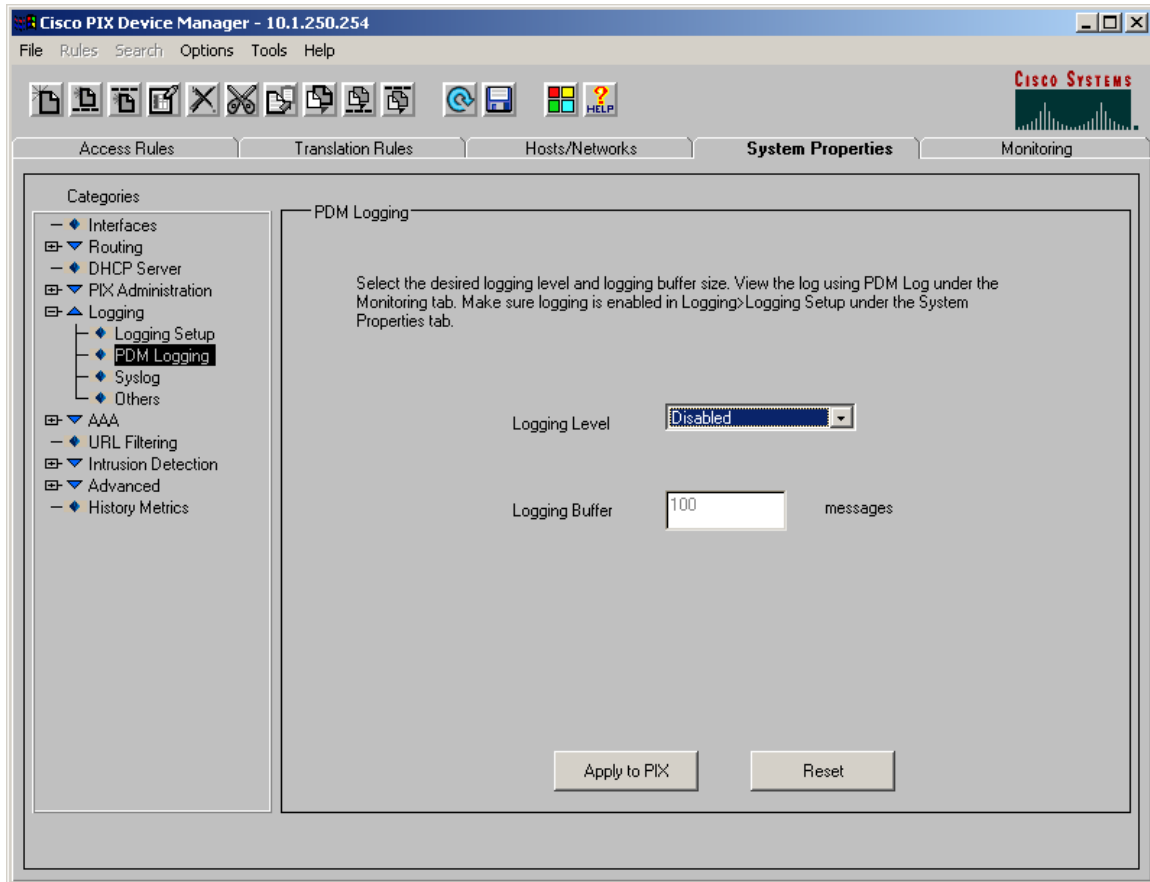 Cisco PIX Device Manager - 10.1.250.254
File Rules Search Options Tools Help
HELP
CISCO SYSTEMS
Access Rules Translation Rules Hosts/Networks System Properties Monitoring
Categories
Interfaces
Routing
DHCP Server
PIX Administration
Logging
Logging Setup
PDM Logging
Syslog
Others
AAA
URL Filtering
Intrusion Detection
Advanced
History Metrics
PDM Logging
Select the desired logging level and logging buffer size. View the log using PDM Log under the
Monitoring tab. Make sure logging is enabled in Logging>Logging Setup under the System
Properties tab.
Logging Level Disabled
Logging Buffer 100 messages
Apply to PIX Reset